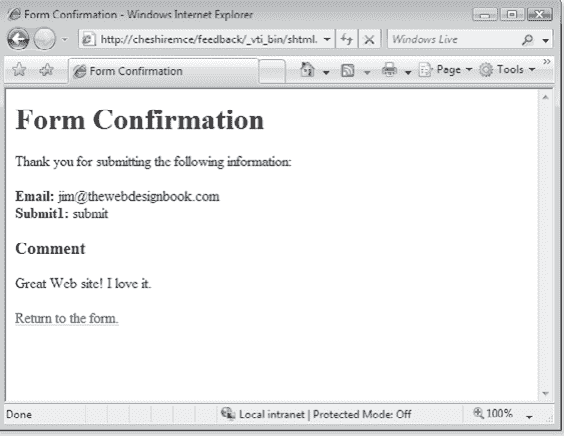 Form Confirmation - Windows Internet Explorer
http://cheshiremce/feedback/_vti_bin/shtml.
Windows Live
Form Confirmation
Page
Tools
»
Form Confirmation
Thank you for submitting the following information:
Email: jim@thewebdesignbook.com
Submit1: submit
Comment
Great Web site! I love it.
Return to the form.
Done
Local intranet | Protected Mode: Off
100%